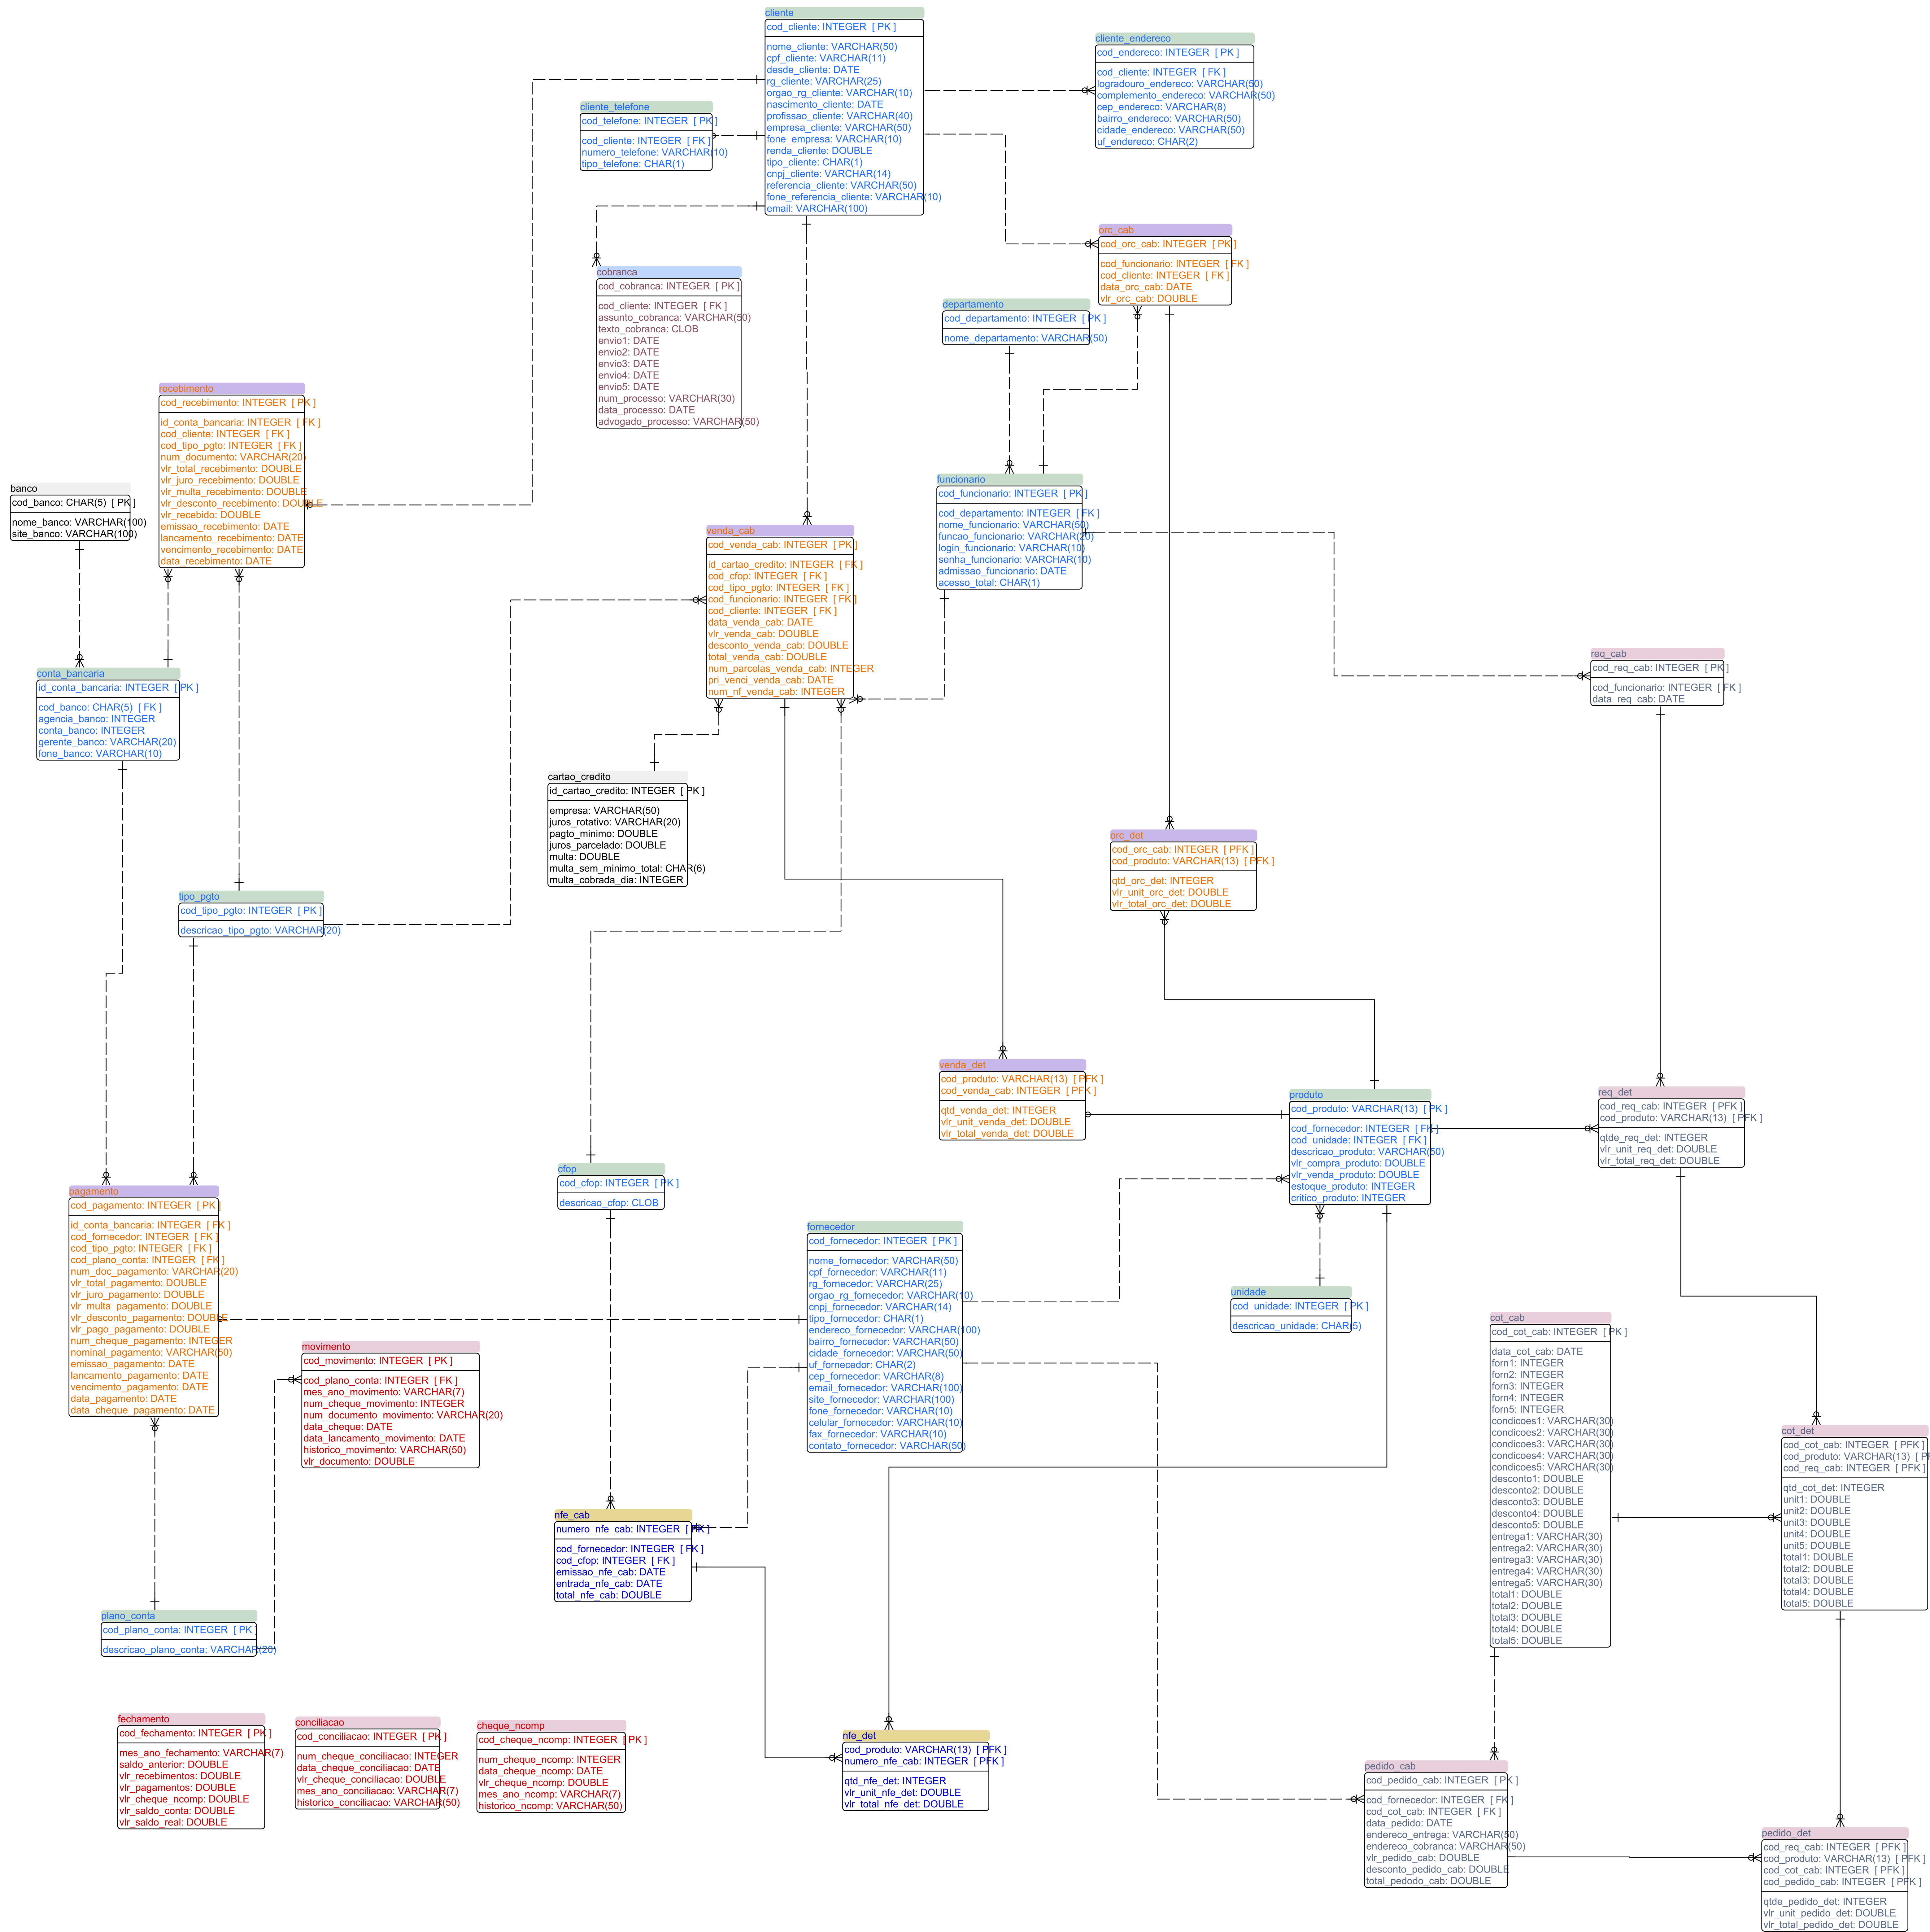 cliente
cod_cliente: INTEGER [ PK ]
nome_cliente: VARCHAR(50)
cpf_cliente: VARCHAR(11)
desde_cliente: DATE
rg_cliente: VARCHAR(25)
orgao_rg_cliente: VARCHAR(10)
nascimento_cliente: DATE
profissao_cliente: VARCHAR(40)
empresa_cliente: VARCHAR(50)
fone_empresa: VARCHAR(10)
renda_cliente: DOUBLE
tipo_cliente: CHAR(1)
cnpj_cliente: VARCHAR(14)
referencia_cliente: VARCHAR(50)
fone_referencia_cliente: VARCHAR(10)
email: VARCHAR(100)
cliente_endereco
cod_endereco: INTEGER [ PK ]
cod_cliente: INTEGER [ FK ]
logradouro_endereco: VARCHAR(50)
complemento_endereco: VARCHAR(50)
cep_endereco: VARCHAR(8)
bairro_endereco: VARCHAR(50)
cidade_endereco: VARCHAR(50)
uf_endereco: CHAR(2)
cliente_telefone
cod_telefone: INTEGER [ PK ]
cod_cliente: INTEGER [ FK ]
numero_telefone: VARCHAR(10)
tipo_telefone: CHAR(1)
orc_cab
cod_orc_cab: INTEGER [ PK ]
cod_funcionario: INTEGER [ FK ]
cod_cliente: INTEGER [ FK ]
data_orc_cab: DATE
vlr_orc_cab: DOUBLE
cobranca
cod_cobranca: INTEGER [ PK ]
cod_cliente: INTEGER [ FK ]
assunto_cobranca: VARCHAR(50)
texto_cobranca: CLOB
envio1: DATE
envio2: DATE
envio3: DATE
envio4: DATE
envio5: DATE
num_processo: VARCHAR(30)
data_processo: DATE
advogado_processo: VARCHAR(50)
departamento
cod_departamento: INTEGER [ PK ]
nome_departamento: VARCHAR(50)
recebimento
cod_recebimento: INTEGER [ PK ]
id_conta_bancaria: INTEGER [ FK ]
cod_cliente: INTEGER [ FK ]
cod_tipo_pgto: INTEGER [ FK ]
num_documento: VARCHAR(20)
vlr_total_recebimento: DOUBLE
vlr_juro_recebimento: DOUBLE
vlr_multa_recebimento: DOUBLE
vlr_desconto_recebimento: DOUBLE
vlr_recebido: DOUBLE
emissao_recebimento: DATE
lancamento_recebimento: DATE
vencimento_recebimento: DATE
data_recebimento: DATE
banco
cod_banco: CHAR(5) [ PK ]
nome_banco: VARCHAR(100)
site_banco: VARCHAR(100)
funcionario
cod_funcionario: INTEGER [ PK ]
cod_departamento: INTEGER [ FK ]
nome_funcionario: VARCHAR(50)
funcao_funcionario: VARCHAR(20)
login_funcionario: VARCHAR(10)
senha_funcionario: VARCHAR(10)
admissao_funcionario: DATE
acesso_total: CHAR(1)
venda_cab
cod_venda_cab: INTEGER [ PK ]
id_cartao_credito: INTEGER [ FK ]
cod_cfop: INTEGER [ FK ]
cod_tipo_pgto: INTEGER [ FK ]
cod_funcionario: INTEGER [ FK ]
cod_cliente: INTEGER [ FK ]
data_venda_cab: DATE
vlr_venda_cab: DOUBLE
desconto_venda_cab: DOUBLE
total_venda_cab: DOUBLE
num_parcelas_venda_cab: INTEGER
pri_venci_venda_cab: DATE
num_nf_venda_cab: INTEGER
req_cab
cod_req_cab: INTEGER [ PK ]
cod_funcionario: INTEGER [ FK ]
data_req_cab: DATE
conta_bancaria
id_conta_bancaria: INTEGER [ PK ]
cod_banco: CHAR(5) [ FK ]
agencia_banco: INTEGER
conta_banco: INTEGER
gerente_banco: VARCHAR(20)
fone_banco: VARCHAR(10)
cartao_credito
id_cartao_credito: INTEGER [ PK ]
empresa: VARCHAR(50)
juros_rotativo: VARCHAR(20)
pagto_minimo: DOUBLE
juros_parcelado: DOUBLE
multa: DOUBLE
multa_sem_minimo_total: CHAR(6)
multa_cobrada_dia: INTEGER
orc_det
cod_orc_cab: INTEGER [ PFK ]
cod_produto: VARCHAR(13) [ PFK ]
qtd_orc_det: INTEGER
vlr_unit_orc_det: DOUBLE
vlr_total_orc_det: DOUBLE
tipo_pgto
cod_tipo_pgto: INTEGER [ PK ]
descricao_tipo_pgto: VARCHAR(20)
venda_det
cod_produto: VARCHAR(13) [ PFK ]
cod_venda_cab: INTEGER [ PFK ]
qtd_venda_det: INTEGER
vlr_unit_venda_det: DOUBLE
vlr_total_venda_det: DOUBLE
produto
cod_produto: VARCHAR(13) [ PK ]
cod_fornecedor: INTEGER [ FK ]
cod_unidade: INTEGER [ FK ]
descricao_produto: VARCHAR(50)
vlr_compra_produto: DOUBLE
vlr_venda_produto: DOUBLE
estoque_produto: INTEGER
critico_produto: INTEGER
req_det
cod_req_cab: INTEGER [ PFK ]
cod_produto: VARCHAR(13) [ PFK ]
qtde_req_det: INTEGER
vlr_unit_req_det: DOUBLE
vlr_total_req_det: DOUBLE
cfop
cod_cfop: INTEGER [ PK ]
descricao_cfop: CLOB
pagamento
cod_pagamento: INTEGER [ PK ]
id_conta_bancaria: INTEGER [ FK ]
cod_fornecedor: INTEGER [ FK ]
cod_tipo_pgto: INTEGER [ FK ]
cod_plano_conta: INTEGER [ FK ]
num_doc_pagamento: VARCHAR(20)
vlr_total_pagamento: DOUBLE
vlr_juro_pagamento: DOUBLE
vlr_multa_pagamento: DOUBLE
vlr_desconto_pagamento: DOUBLE
vlr_pago_pagamento: DOUBLE
num_cheque_pagamento: INTEGER
nominal_pagamento: VARCHAR(50)
emissao_pagamento: DATE
lancamento_pagamento: DATE
vencimento_pagamento: DATE
data_pagamento: DATE
data_cheque_pagamento: DATE
fornecedor
cod_fornecedor: INTEGER [ PK ]
nome_fornecedor: VARCHAR(50)
cpf_fornecedor: VARCHAR(11)
rg_fornecedor: VARCHAR(25)
orgao_rg_fornecedor: VARCHAR(10)
cnpj_fornecedor: VARCHAR(14)
tipo_fornecedor: CHAR(1)
endereco_fornecedor: VARCHAR(100)
bairro_fornecedor: VARCHAR(50)
cidade_fornecedor: VARCHAR(50)
uf_fornecedor: CHAR(2)
cep_fornecedor: VARCHAR(8)
email_fornecedor: VARCHAR(100)
site_fornecedor: VARCHAR(100)
fone_fornecedor: VARCHAR(10)
celular_fornecedor: VARCHAR(10)
fax_fornecedor: VARCHAR(10)
contato_fornecedor: VARCHAR(50)
unidade
cod_unidade: INTEGER [ PK ]
descricao_unidade: CHAR(5)
cot_cab
cod_cot_cab: INTEGER [ PK ]
data_cot_cab: DATE
forn1: INTEGER
forn2: INTEGER
forn3: INTEGER
forn4: INTEGER
forn5: INTEGER
condicoes1: VARCHAR(30)
condicoes2: VARCHAR(30)
condicoes3: VARCHAR(30)
condicoes4: VARCHAR(30)
condicoes5: VARCHAR(30)
desconto1: DOUBLE
desconto2: DOUBLE
desconto3: DOUBLE
desconto4: DOUBLE
desconto5: DOUBLE
entrega1: VARCHAR(30)
entrega2: VARCHAR(30)
entrega3: VARCHAR(30)
entrega4: VARCHAR(30)
entrega5: VARCHAR(30)
total1: DOUBLE
total2: DOUBLE
total3: DOUBLE
total4: DOUBLE
total5: DOUBLE
movimento
cod_movimento: INTEGER [ PK ]
cod_plano_conta: INTEGER [ FK ]
mes_ano_movimento: VARCHAR(7)
num_cheque_movimento: INTEGER
num_documento_movimento: VARCHAR(20)
data_cheque: DATE
data_lancamento_movimento: DATE
historico_movimento: VARCHAR(50)
vlr_documento: DOUBLE
cot_det
cod_cot_cab: INTEGER [ PFK ]
cod_produto: VARCHAR(13) [ PF
cod_req_cab: INTEGER [ PFK ]
qtd_cot_det: INTEGER
unit1: DOUBLE
unit2: DOUBLE
unit3: DOUBLE
unit4: DOUBLE
unit5: DOUBLE
total1: DOUBLE
total2: DOUBLE
total3: DOUBLE
total4: DOUBLE
total5: DOUBLE
nfe_cab
numero_nfe_cab: INTEGER [ PK ]
cod_fornecedor: INTEGER [ FK ]
cod_cfop: INTEGER [ FK ]
emissao_nfe_cab: DATE
entrada_nfe_cab: DATE
total_nfe_cab: DOUBLE
plano_conta
cod_plano_conta: INTEGER [ PK ]
descricao_plano_conta: VARCHAR(20)
fechamento
cod_fechamento: INTEGER [ PK ]
mes_ano_fechamento: VARCHAR(7)
saldo_anterior: DOUBLE
vlr_recebimentos: DOUBLE
vlr_pagamentos: DOUBLE
vlr_cheque_ncomp: DOUBLE
vlr_saldo_conta: DOUBLE
vlr_saldo_real: DOUBLE
conciliacao
cod_conciliacao: INTEGER [ PK ]
num_cheque_conciliacao: INTEGER
data_cheque_conciliacao: DATE
vlr_cheque_conciliacao: DOUBLE
mes_ano_conciliacao: VARCHAR(7)
historico_conciliacao: VARCHAR(50)
cheque_ncomp
cod_cheque_ncomp: INTEGER [ PK ]
num_cheque_ncomp: INTEGER
data_cheque_ncomp: DATE
vlr_cheque_ncomp: DOUBLE
mes_ano_ncomp: VARCHAR(7)
historico_ncomp: VARCHAR(50)
nfe_det
cod_produto: VARCHAR(13) [ PFK ]
numero_nfe_cab: INTEGER [ PFK ]
qtd_nfe_det: INTEGER
vlr_unit_nfe_det: DOUBLE
vlr_total_nfe_det: DOUBLE
pedido_cab
cod_pedido_cab: INTEGER [ PK ]
cod_fornecedor: INTEGER [ FK ]
cod_cot_cab: INTEGER [ FK ]
data_pedido: DATE
endereco_entrega: VARCHAR(50)
endereco_cobranca: VARCHAR(50)
vlr_pedido_cab: DOUBLE
desconto_pedido_cab: DOUBLE
total_pedodo_cab: DOUBLE
pedido_det
cod_req_cab: INTEGER [ PFK ]
cod_produto: VARCHAR(13) [ PFK ]
cod_cot_cab: INTEGER [ PFK ]
cod_pedido_cab: INTEGER [ PFK ]
qtde_pedido_det: INTEGER
vlr_unit_pedido_det: DOUBLE
vlr_total_pedido_det: DOUBLE